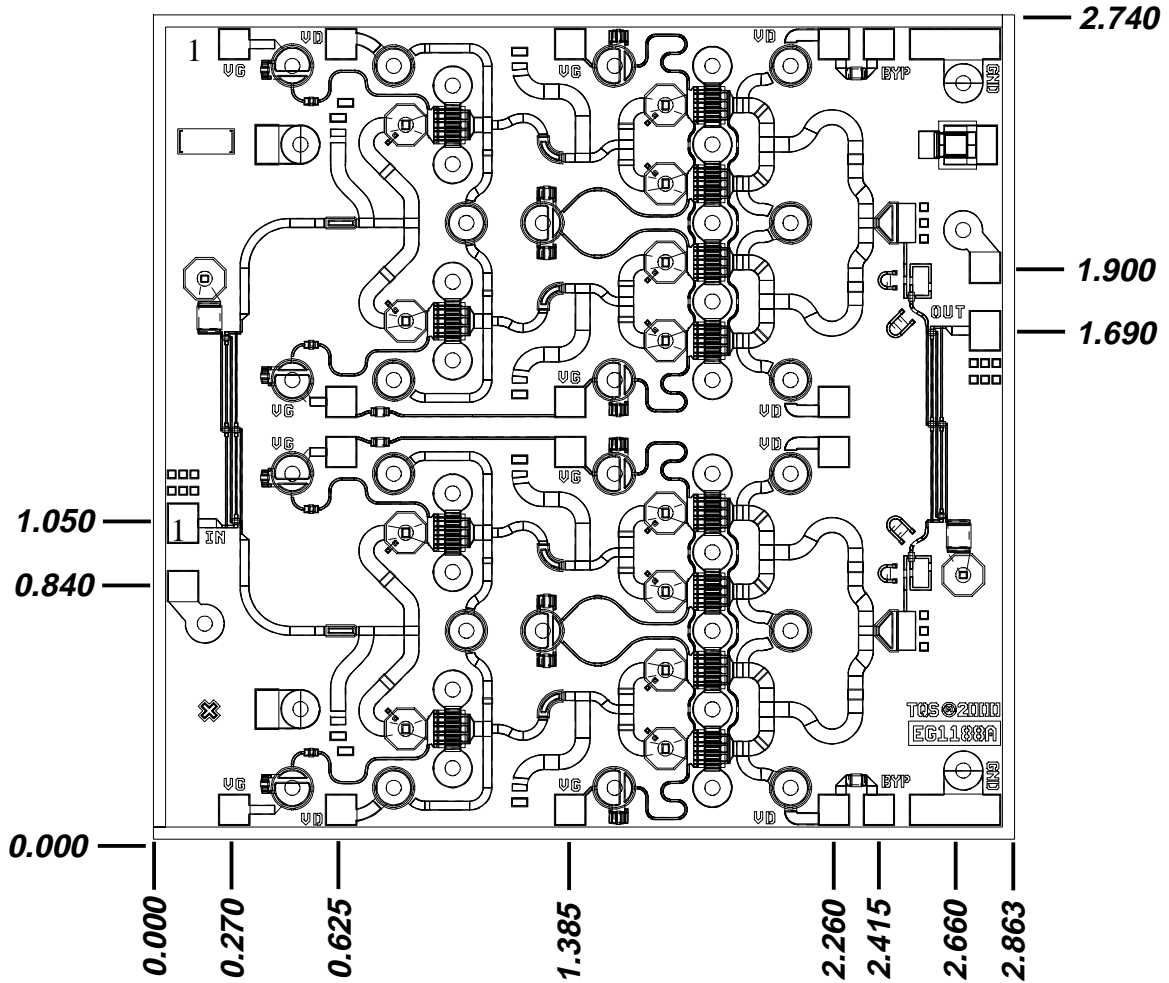 2.740
1
VG
VD
VG
VD
BYP
GND
1.900
OUT
1.690
VG
VG
VD
VG
VG
VD
1.050
1
IN
0.840
TQS 2000
EG1188A
VG
VD
VG
VD
BYP
GND
0.000
0.000
0.270
0.625
1.385
2.260
2.415
2.660
2.863